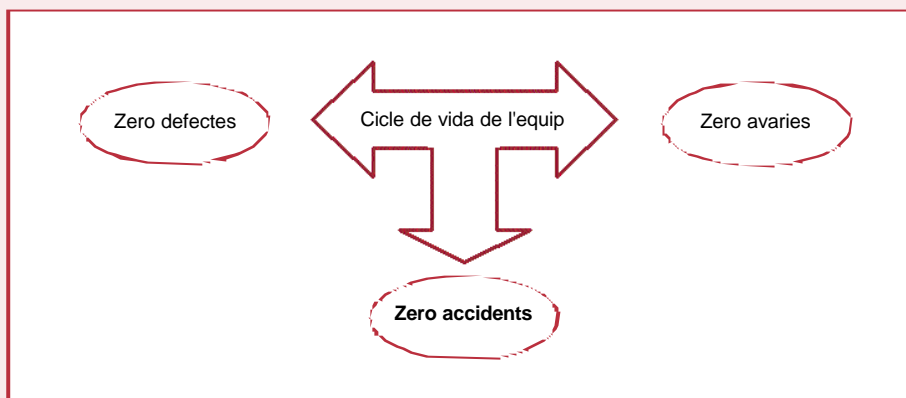 Zero defectes
Cicle de vida de l'equip
Zero avaries
Zero accidents